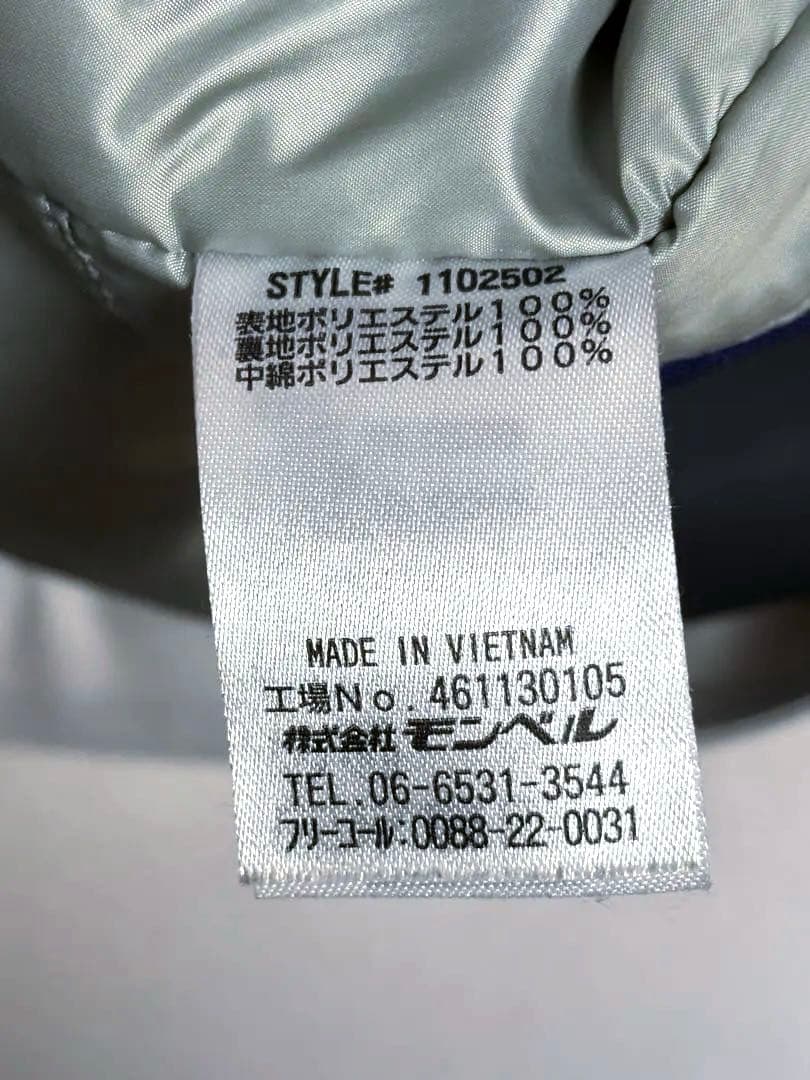 STYLE# 1102502
表地ポリエステル１００％
裏地ポリエステル１００％
中綿ポリエステル１００％
MADE IN VIETNAM
工場Ｎｏ．461130105
株式会社モンベル
TEL.06-6531-3544
ﾌﾘｰｺｰﾙ:0088-22-0031